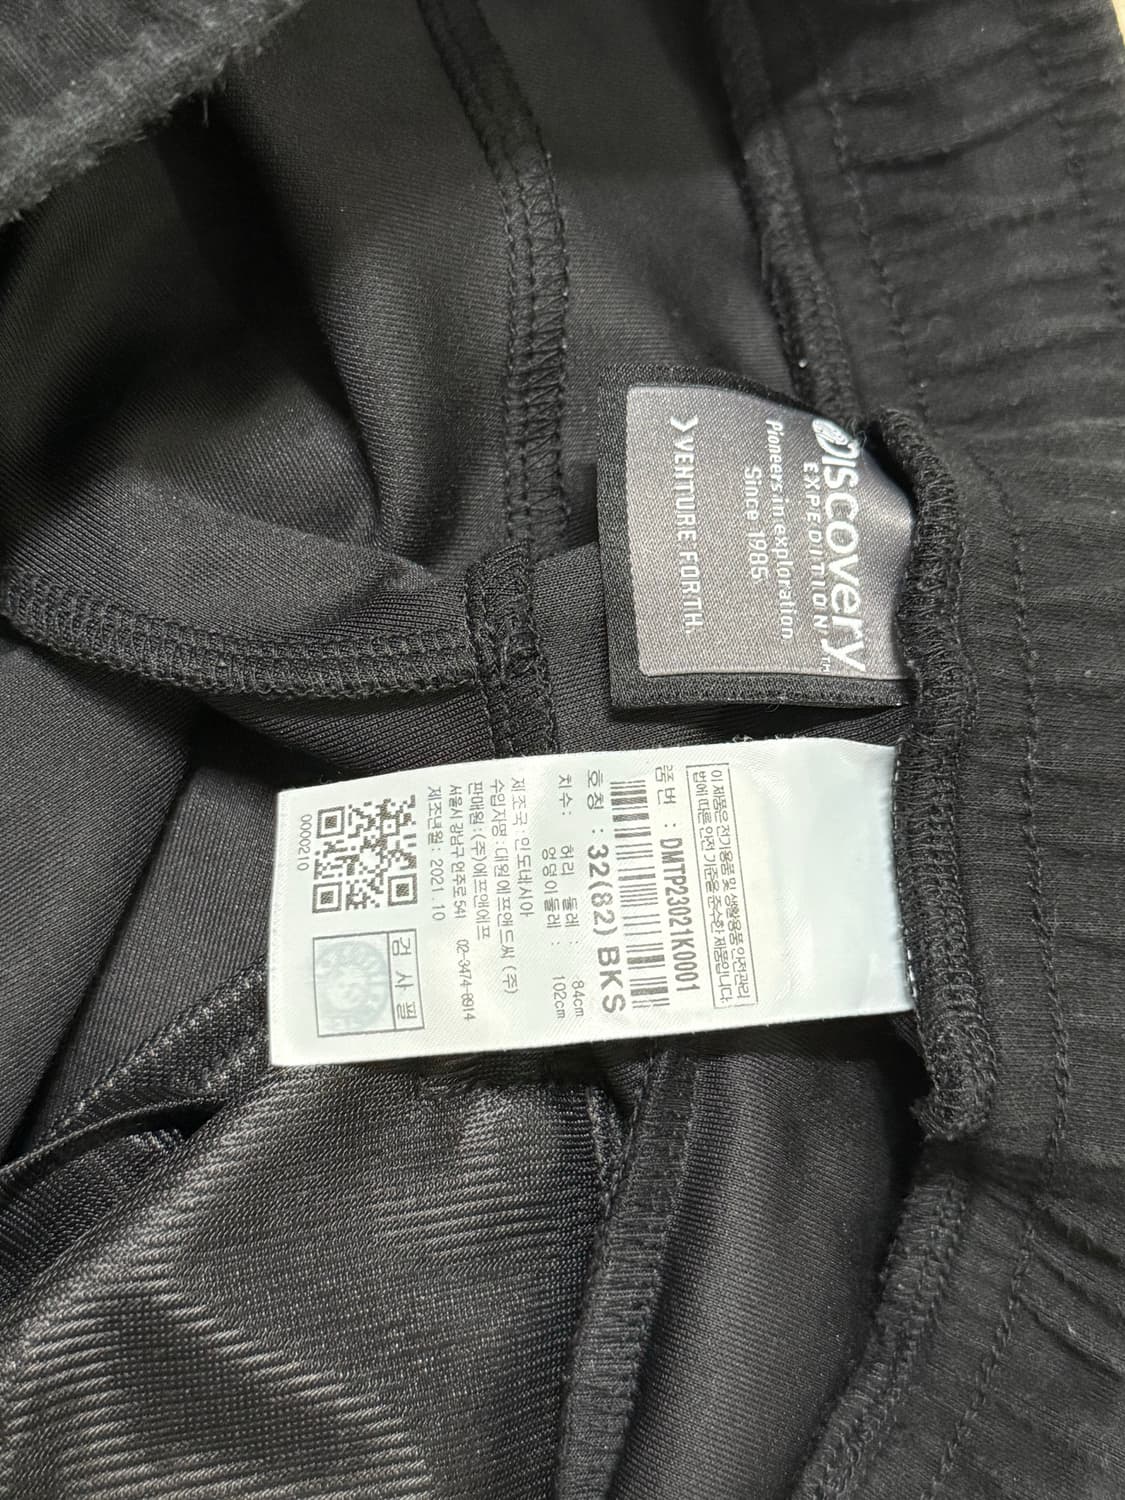 DISCOVERY
EXPEDITION™
Pioneers in exploration
Since 1985
❯ VENTURE FORTH.
이 제품은 전기용품 및 생활용품 안전관리
법에 따른 안전 기준을 준수한 제품입니다.
품번 : DMTP23021K0001
호칭 : 32(82) BKS
치수: 허리 둘레 : 84cm
엉덩이둘레 : 102cm
제조국 : 인도네시아
수입자명 : 대원에프앤드씨 (주)
판매원 : (주)에프앤에프
서울시 강남구 언주로 541 02-3474-6914
제조년월 : 2021.10
0000210
검사필